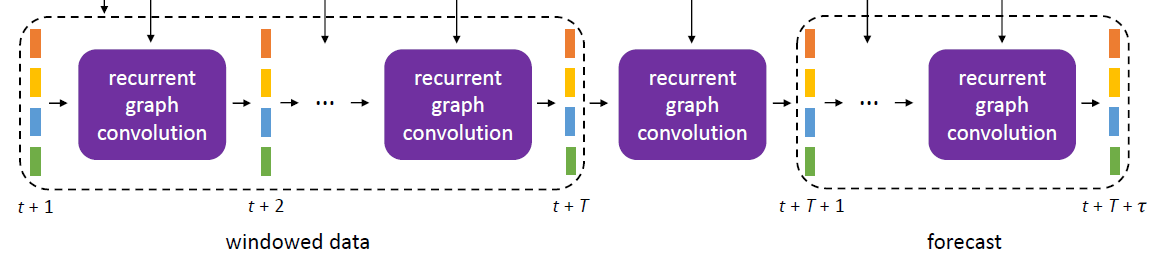 recurrent
graph
convolution
...
recurrent
graph
convolution
recurrent
graph
convolution
...
recurrent
graph
convolution
t + 1
t + 2
t + T
t + T + 1
t + T + τ
windowed data
forecast